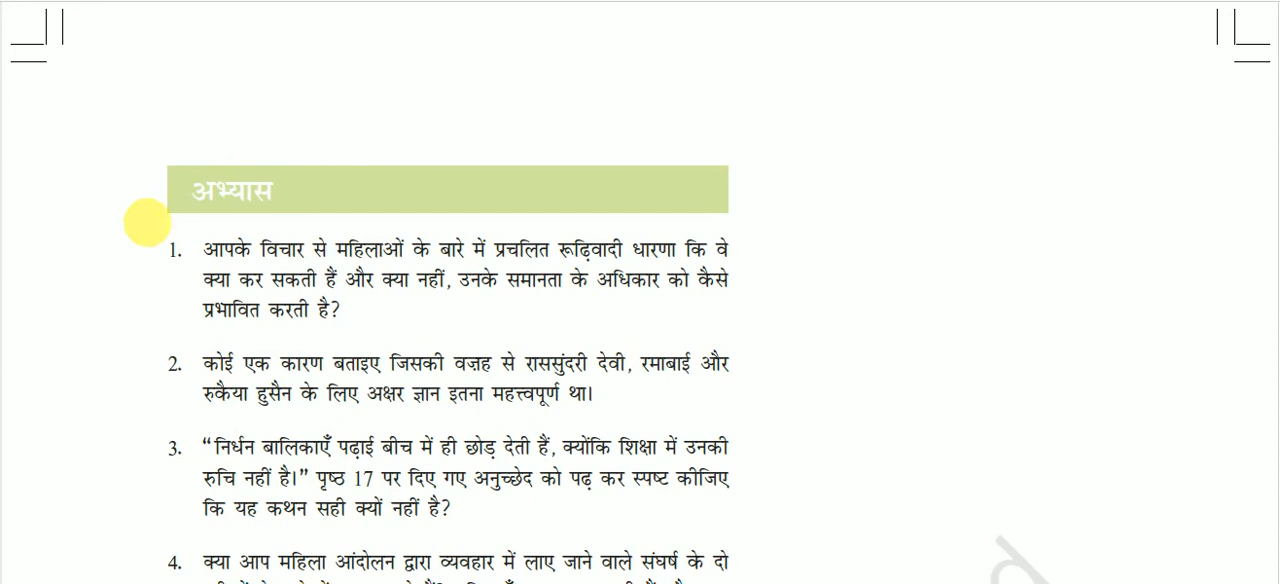 अभ्यास
1. आपके विचार से महिलाओं के बारे में प्रचलित रूढ़िवादी धारणा कि वे
क्या कर सकती हैं और क्या नहीं, उनके समानता के अधिकार को कैसे
प्रभावित करती है?
2. कोई एक कारण बताइए जिसकी वज़ह से राससुंदरी देवी, रमाबाई और
रुकैया हुसैन के लिए अक्षर ज्ञान इतना महत्त्वपूर्ण था।
3. “निर्धन बालिकाएँ पढ़ाई बीच में ही छोड़ देती हैं, क्योंकि शिक्षा में उनकी
रुचि नहीं है।” पृष्ठ 17 पर दिए गए अनुच्छेद को पढ़ कर स्पष्ट कीजिए
कि यह कथन सही क्यों नहीं है?
4. क्या आप महिला आंदोलन द्वारा व्यवहार में लाए जाने वाले संघर्ष के दो